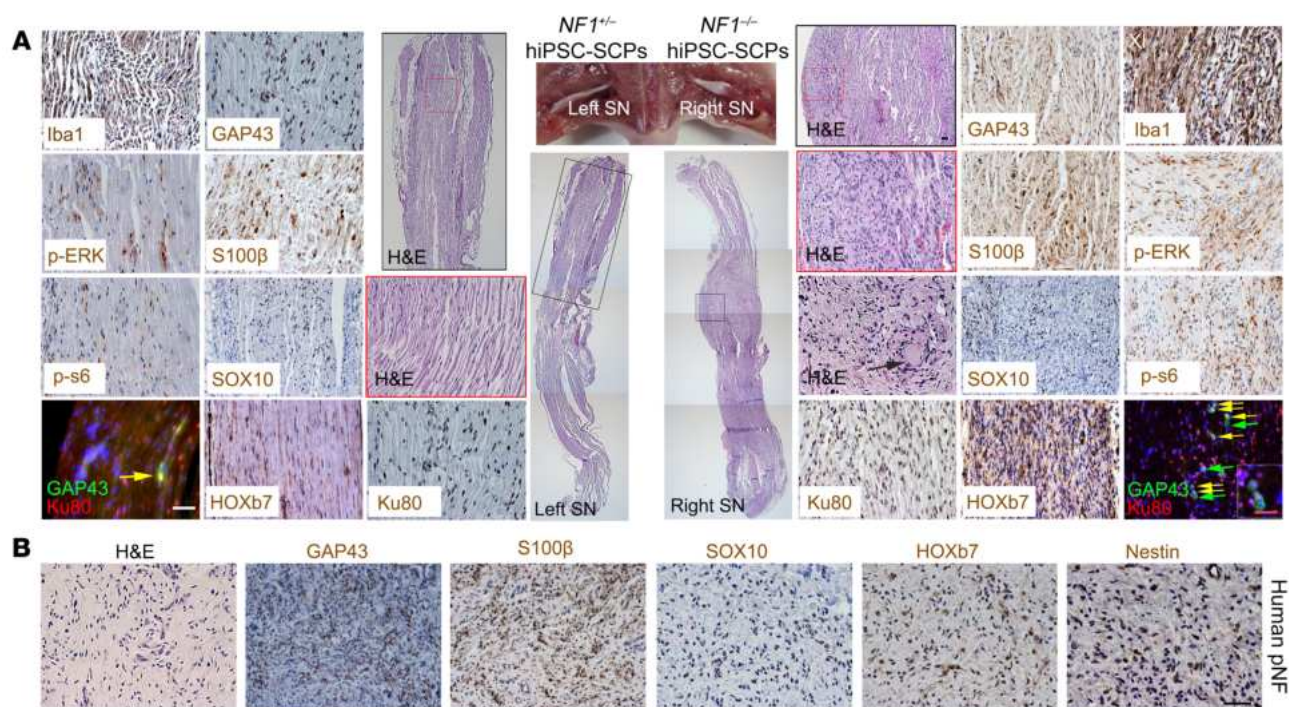 A
NF1+/–
hiPSC-SCPs
NF1–/–
hiPSC-SCPs
Left SN
Right SN
Iba1
GAP43
H&E
H&E
GAP43
Iba1
p-ERK
S100β
H&E
S100β
p-ERK
p-s6
SOX10
H&E
H&E
SOX10
p-s6
GAP43
Ku80
HOXb7
Ku80
Left SN
Right SN
Ku80
HOXb7
GAP43
Ku80
B
H&E
GAP43
S100β
SOX10
HOXb7
Nestin
Human pNF